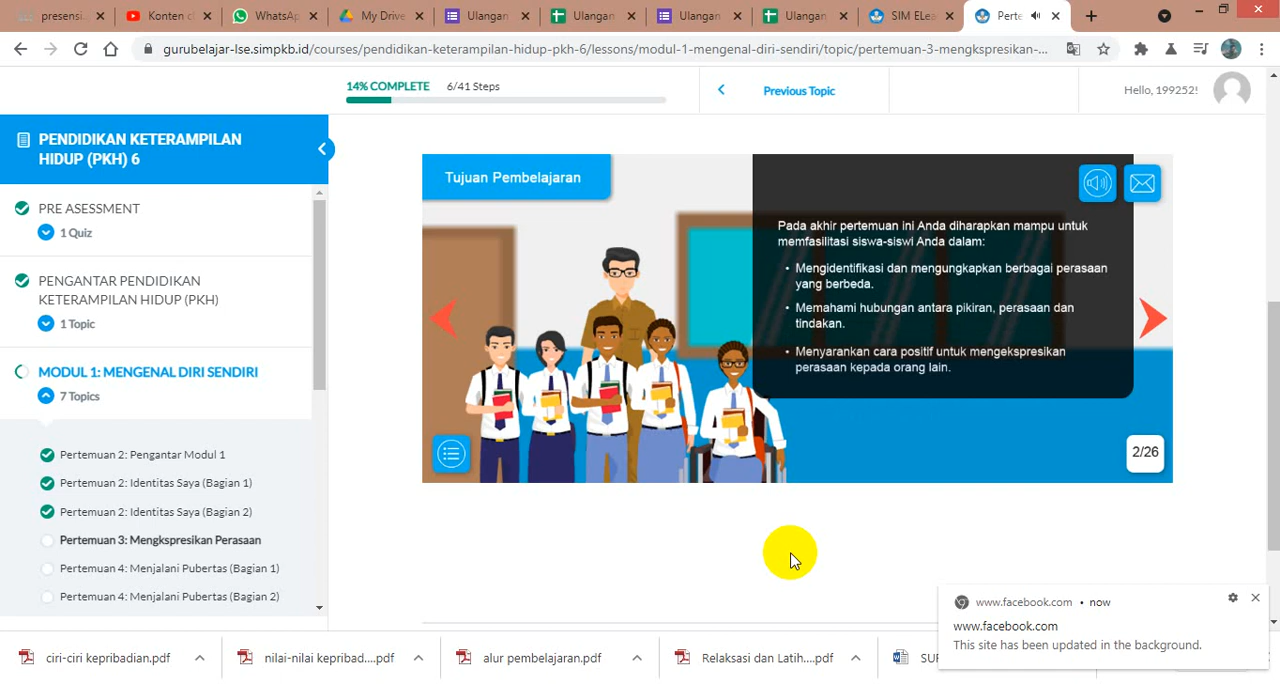 presensi
Konten c
WhatsAp
My Drive
Ulangan
Ulangan
Ulangan
Ulangan
SIM ELea
Perte
gurubelajar-lse.simpkb.id/courses/pendidikan-keterampilan-hidup-pkh-6/lessons/modul-1-mengenal-diri-sendiri/topic/pertemuan-3-mengkspresikan-...
14% COMPLETE 6/41 Steps
Previous Topic
Hello, 199252!
PENDIDIKAN KETERAMPILAN
HIDUP (PKH) 6
PRE ASESSMENT
1 Quiz
PENGANTAR PENDIDIKAN
KETERAMPILAN HIDUP (PKH)
1 Topic
MODUL 1: MENGENAL DIRI SENDIRI
7 Topics
Pertemuan 2: Pengantar Modul 1
Pertemuan 2: Identitas Saya (Bagian 1)
Pertemuan 2: Identitas Saya (Bagian 2)
Pertemuan 3: Mengkspresikan Perasaan
Pertemuan 4: Menjalani Pubertas (Bagian 1)
Pertemuan 4: Menjalani Pubertas (Bagian 2)
Tujuan Pembelajaran
Pada akhir pertemuan ini Anda diharapkan mampu untuk
memfasilitasi siswa-siswi Anda dalam:
• Mengidentifikasi dan mengungkapkan berbagai perasaan
yang berbeda.
• Memahami hubungan antara pikiran, perasaan dan
tindakan.
• Menyarankan cara positif untuk mengekspresikan
perasaan kepada orang lain.
2/26
www.facebook.com • now
www.facebook.com
This site has been updated in the background.
ciri-ciri kepribadian.pdf
nilai-nilai kepribad....pdf
alur pembelajaran.pdf
Relaksasi dan Latih....pdf